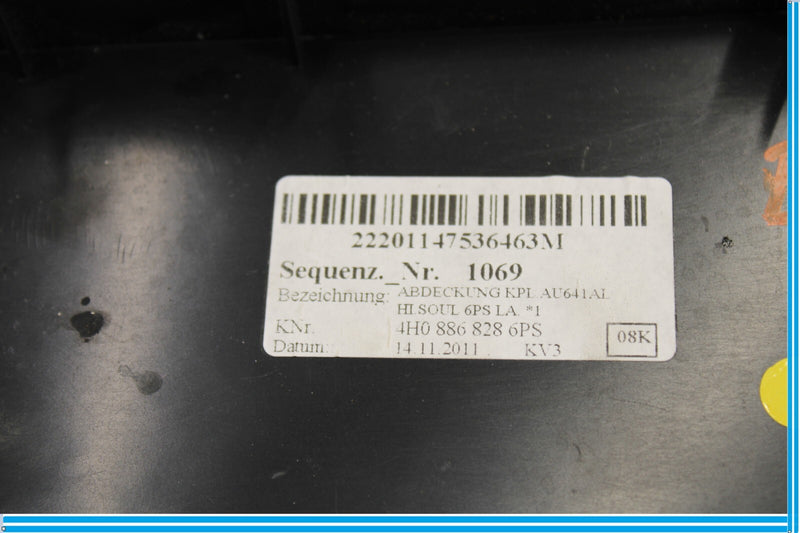 22201147536463M
Sequenz._Nr. 1069
Bezeichnung: ABDECKUNG KPL AU641AL
HI.SOUL 6PS LA. *1
KNr. 4H0 886 828 6PS
08K
Datum: 14.11.2011 KV3